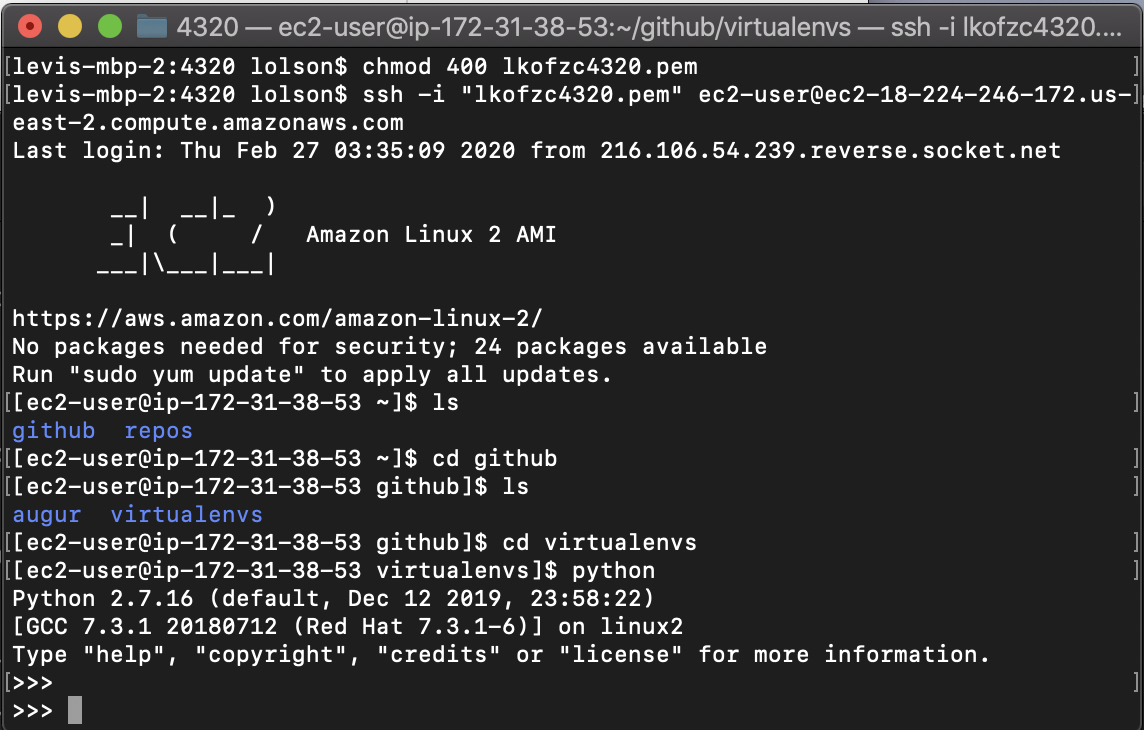 4320 — ec2-user@ip-172-31-38-53:~/github/virtualenvs — ssh -i lkofzc4320....
[levis-mbp-2:4320 lolson$ chmod 400 lkofzc4320.pem ]
[levis-mbp-2:4320 lolson$ ssh -i "lkofzc4320.pem" ec2-user@ec2-18-224-246-172.us-]
east-2.compute.amazonaws.com
Last login: Thu Feb 27 03:35:09 2020 from 216.106.54.239.reverse.socket.net
       __|  __|_  )
       _|  (     /   Amazon Linux 2 AMI
      ___|\___|___|
https://aws.amazon.com/amazon-linux-2/
No packages needed for security; 24 packages available
Run "sudo yum update" to apply all updates.
[[ec2-user@ip-172-31-38-53 ~]$ ls ]
github  repos
[[ec2-user@ip-172-31-38-53 ~]$ cd github ]
[[ec2-user@ip-172-31-38-53 github]$ ls ]
augur  virtualenvs
[[ec2-user@ip-172-31-38-53 github]$ cd virtualenvs ]
[[ec2-user@ip-172-31-38-53 virtualenvs]$ python ]
Python 2.7.16 (default, Dec 12 2019, 23:58:22)
[GCC 7.3.1 20180712 (Red Hat 7.3.1-6)] on linux2
Type "help", "copyright", "credits" or "license" for more information.
[>>> ]
>>>